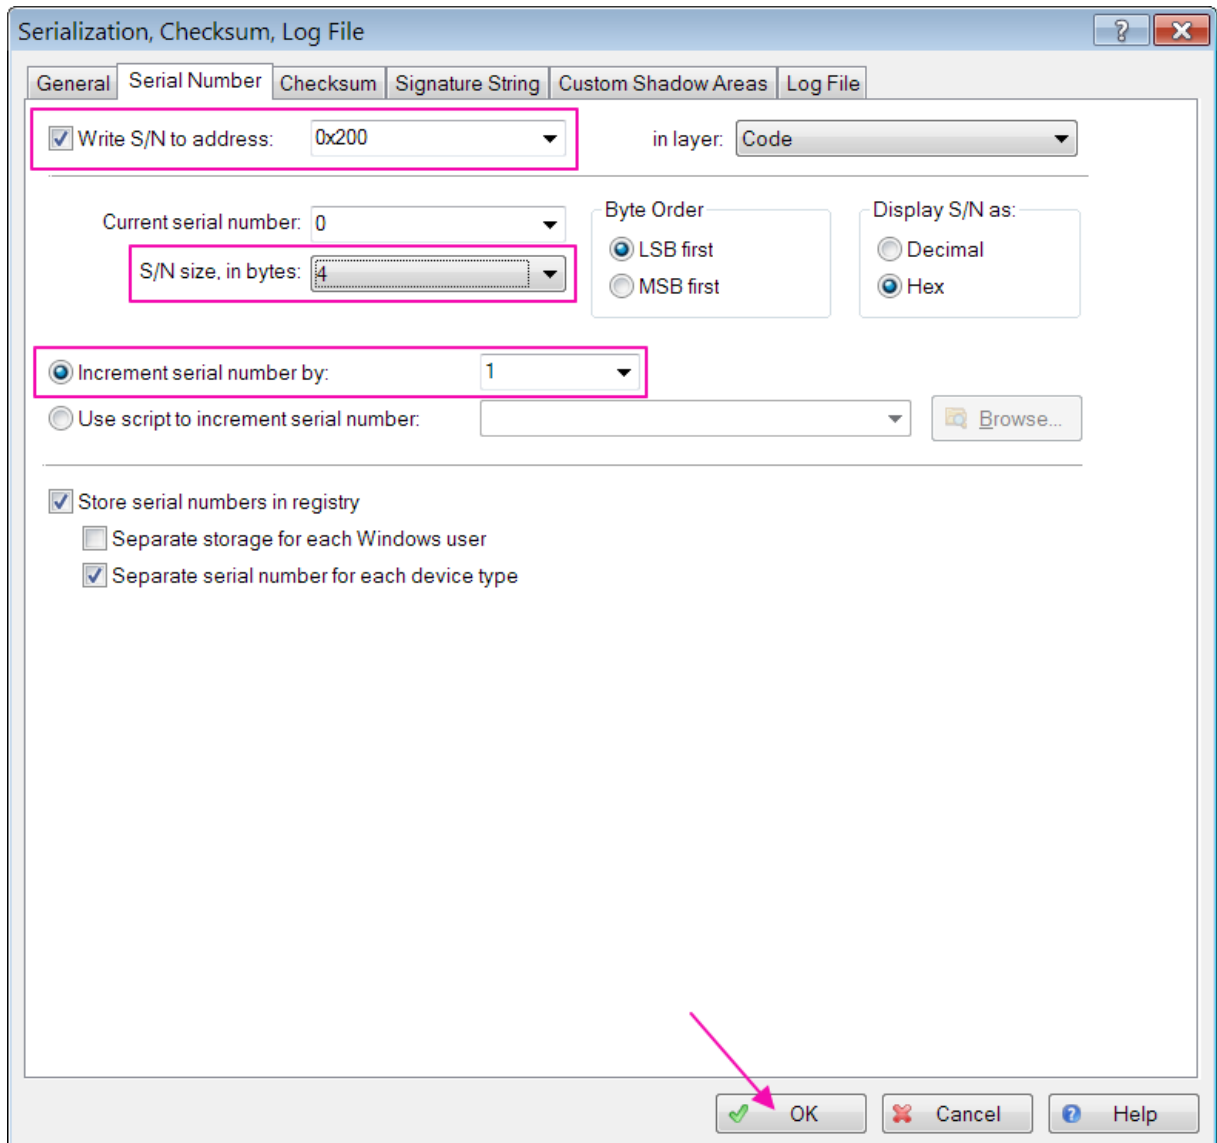 Serialization, Checksum, Log File
General Serial Number Checksum Signature String Custom Shadow Areas Log File
Write S/N to address: 0x200 in layer: Code
Current serial number: 0 Byte Order Display S/N as:
LSB first Decimal
S/N size, in bytes: 4
MSB first Hex
Increment serial number by: 1
Use script to increment serial number: Browse...
Store serial numbers in registry
Separate storage for each Windows user
Separate serial number for each device type
OK Cancel Help